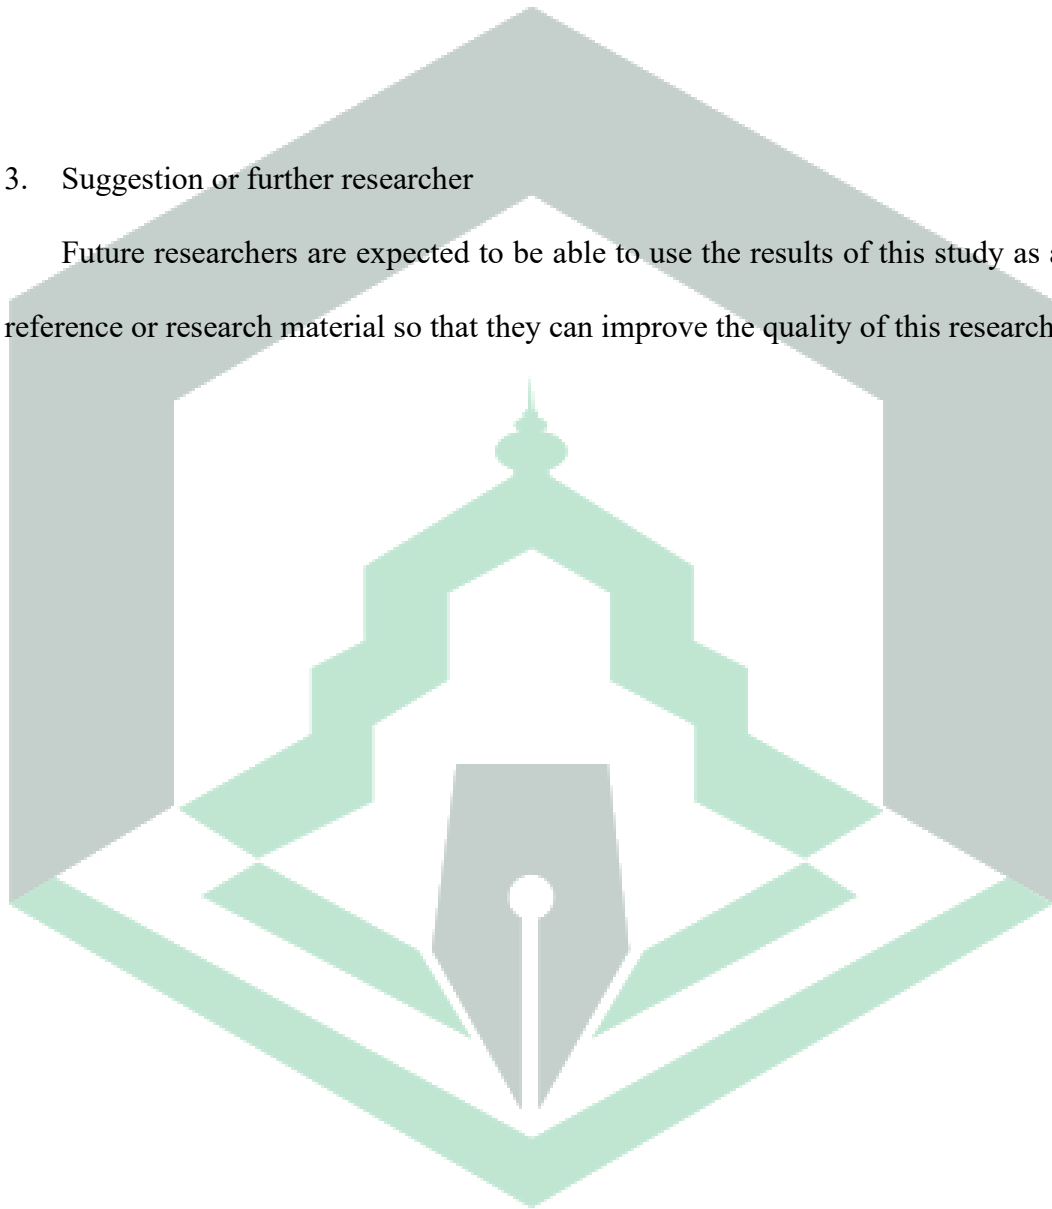 3. Suggestion or further researcher
Future researchers are expected to be able to use the results of this study as a
reference or research material so that they can improve the quality of this research